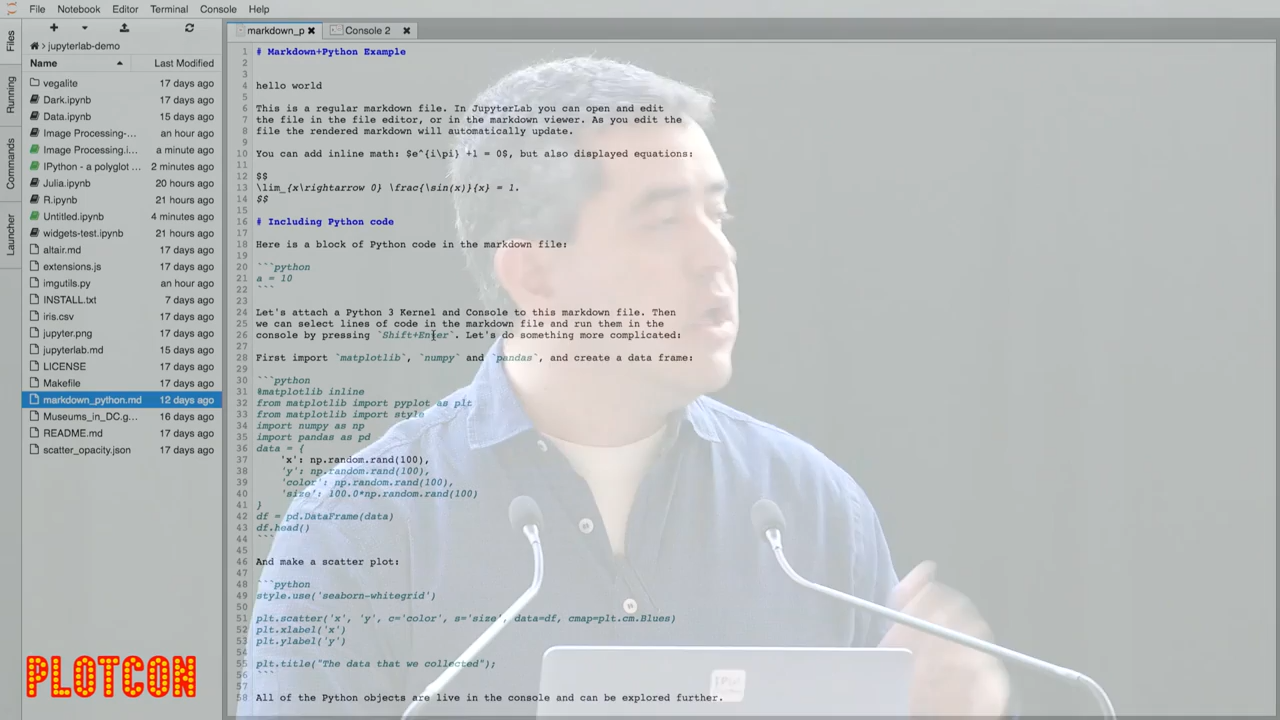 File Notebook Editor Terminal Console Help
Files
Running
Commands
Launcher
jupyterlab-demo
Name Last Modified
vegalite 17 days ago
Dark.ipynb 17 days ago
Data.ipynb 15 days ago
Image Processing-... an hour ago
Image Processing.i... a minute ago
IPython - a polyglot ... 2 minutes ago
Julia.ipynb 20 hours ago
R.ipynb 21 hours ago
Untitled.ipynb 4 minutes ago
widgets-test.ipynb 21 hours ago
altair.md 17 days ago
extensions.js 17 days ago
imgutils.py an hour ago
INSTALL.txt 7 days ago
iris.csv 17 days ago
jupyter.png 17 days ago
jupyterlab.md 15 days ago
LICENSE 17 days ago
Makefile 17 days ago
markdown_python.md 12 days ago
Museums_in_DC.g... 16 days ago
README.md 17 days ago
scatter_opacity.json 17 days ago
PLOTCON
markdown_p Console 2
1 # Markdown+Python Example
2
3
4 hello world
5
6 This is a regular markdown file. In JupyterLab you can open and edit
7 the file in the file editor, or in the markdown viewer. As you edit the
8 file the rendered markdown will automatically update.
9
10 You can add inline math: $e^{i\pi} +1 = 0$, but also displayed equations:
11
12 $$
13 \lim_{x\rightarrow 0} \frac{\sin(x)}{x} = 1.
14 $$
15
16 # Including Python code
17
18 Here is a block of Python code in the markdown file:
19
20 ```python
21 a = 10
22 ```
23
24 Let's attach a Python 3 Kernel and Console to this markdown file. Then
25 we can select lines of code in the markdown file and run them in the
26 console by pressing `Shift+Enter`. Let's do something more complicated:
27
28 First import `matplotlib`, `numpy` and `pandas`, and create a data frame:
29
30 ```python
31 %matplotlib inline
32 from matplotlib import pyplot as plt
33 from matplotlib import style
34 import numpy as np
35 import pandas as pd
36 data = {
37 'x': np.random.rand(100),
38 'y': np.random.rand(100),
39 'color': np.random.rand(100),
40 'size': 100.0*np.random.rand(100)
41 }
42 df = pd.DataFrame(data)
43 df.head()
44 ```
45
46 And make a scatter plot:
47
48 ```python
49 style.use('seaborn-whitegrid')
50
51 plt.scatter('x', 'y', c='color', s='size', data=df, cmap=plt.cm.Blues)
52 plt.xlabel('x')
53 plt.ylabel('y')
54
55 plt.title("The data that we collected");
56 ```
57
58 All of the Python objects are live in the console and can be explored further.